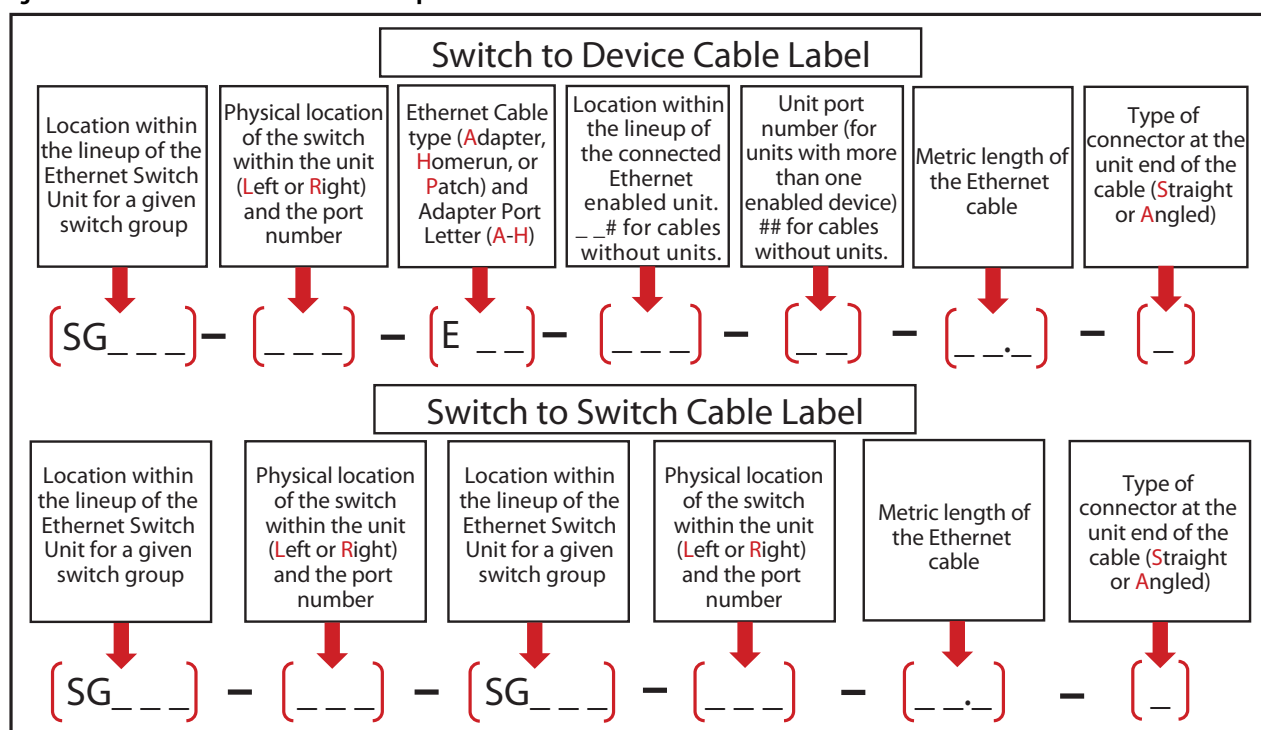 Switch to Device Cable Label
Location within
the lineup of the
Ethernet Switch
Unit for a given
switch group
Physical location
of the switch
within the unit
(Left or Right)
and the port
number
Ethernet Cable
type (Adapter,
Homerun, or
Patch) and
Adapter Port
Letter (A-H)
Location within
the lineup of
the connected
Ethernet
enabled unit.
_ _# for cables
without units.
Unit port
number (for
units with more
than one
enabled device)
## for cables
without units.
Metric length of
the Ethernet
cable
Type of
connector at the
unit end of the
cable (Straight
or Angled)
(SG_ _ _) – (_ _ _) – (E _ _) – (_ _ _) – (_ _) – (_ _._) – (_)
Switch to Switch Cable Label
Location within
the lineup of the
Ethernet Switch
Unit for a given
switch group
Physical location
of the switch
within the unit
(Left or Right)
and the port
number
Location within
the lineup of the
Ethernet Switch
Unit for a given
switch group
Physical location
of the switch
within the unit
(Left or Right)
and the port
number
Metric length of
the Ethernet
cable
Type of
connector at the
unit end of the
cable (Straight
or Angled)
(SG_ _ _) – (_ _ _) – (SG_ _ _) – (_ _ _) – (_ _._) – (_)